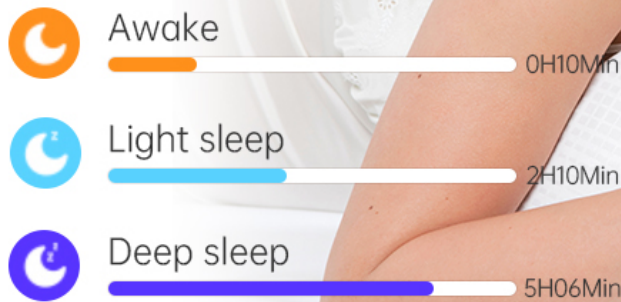 Awake
0H10Min
Light sleep
2H10Min
Deep sleep
5H06Min